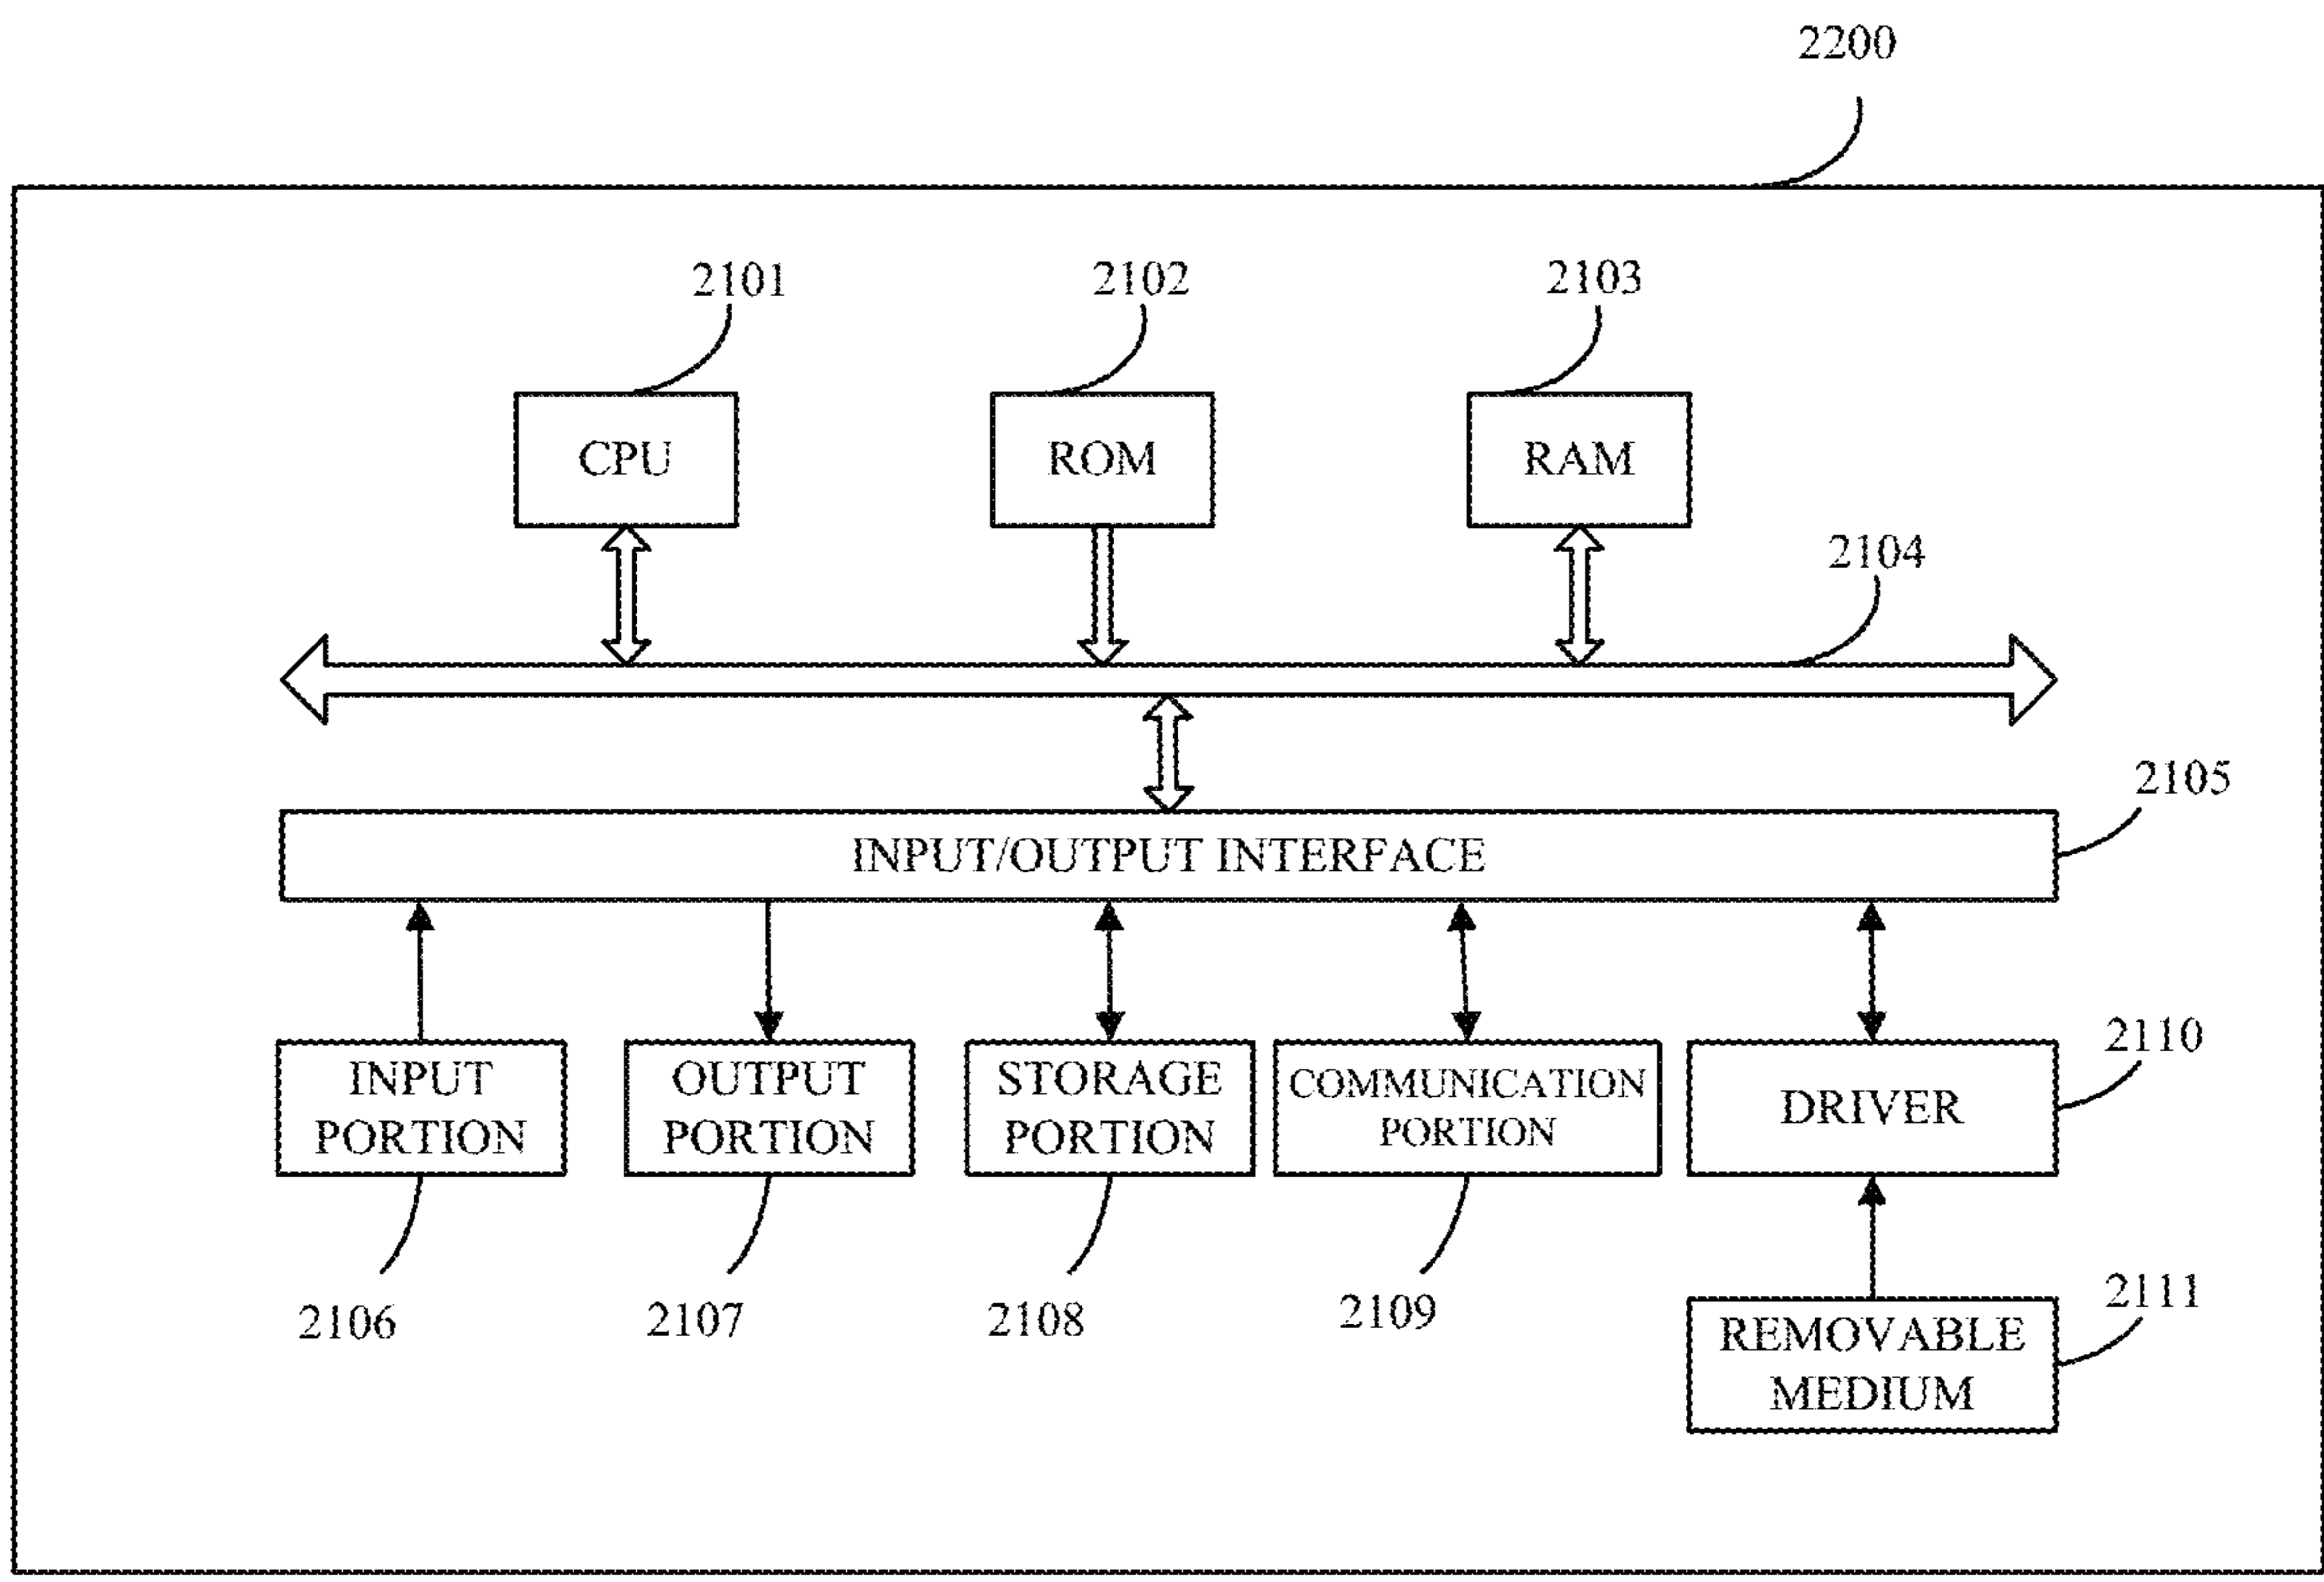 2200
2101
2102
2103
CPU
ROM
RAM
2104
2105
INPUT/OUTPUT INTERFACE
2110
INPUT
PORTION
OUTPUT
PORTION
STORAGE
PORTION
COMMUNICATION
PORTION
DRIVER
2106
2107
2108
2109
2111
REMOVABLE
MEDIUM